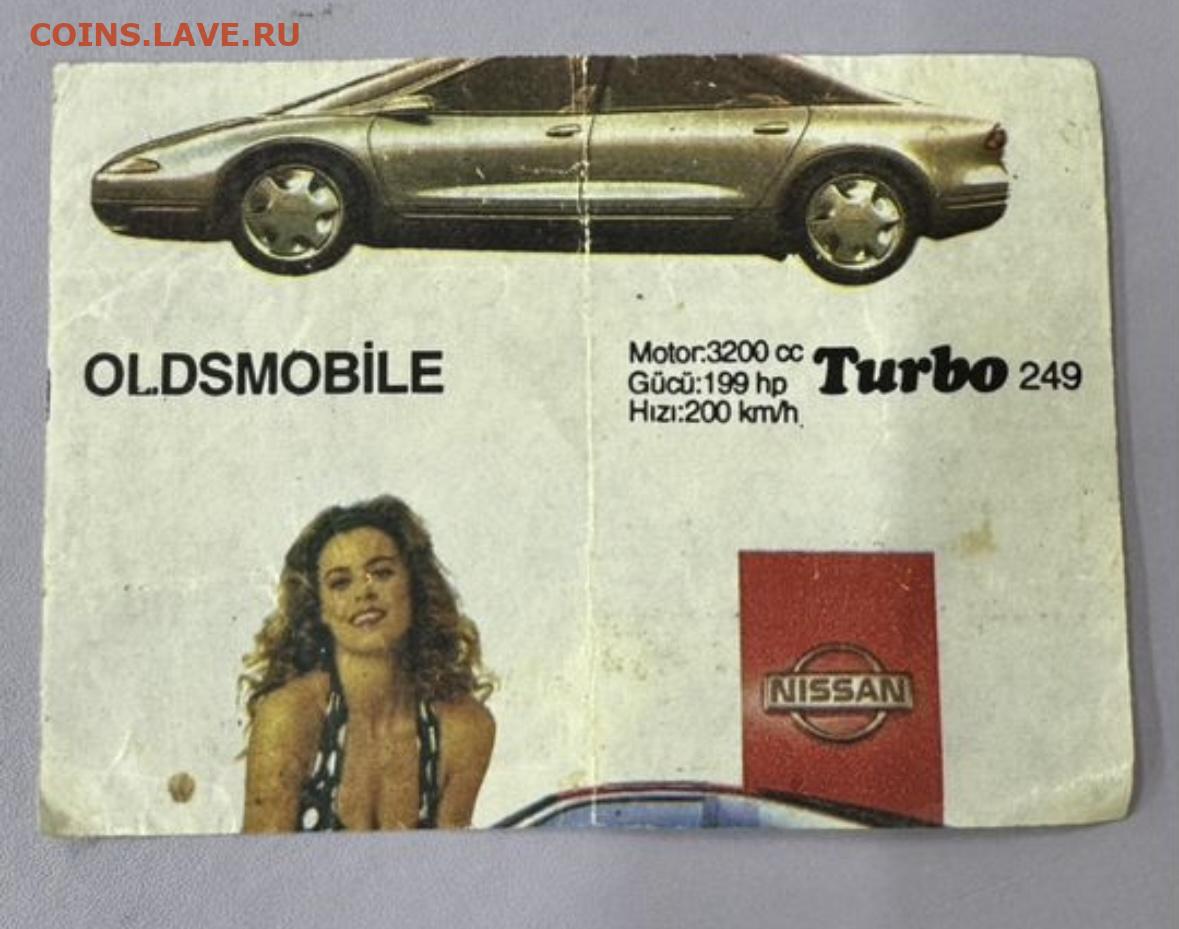 COINS.LAVE.RU
OLDSMOBİLE
Motor:3200 cc
Gücü:199 hp
Hızı:200 km/h
Turbo 249
NISSAN